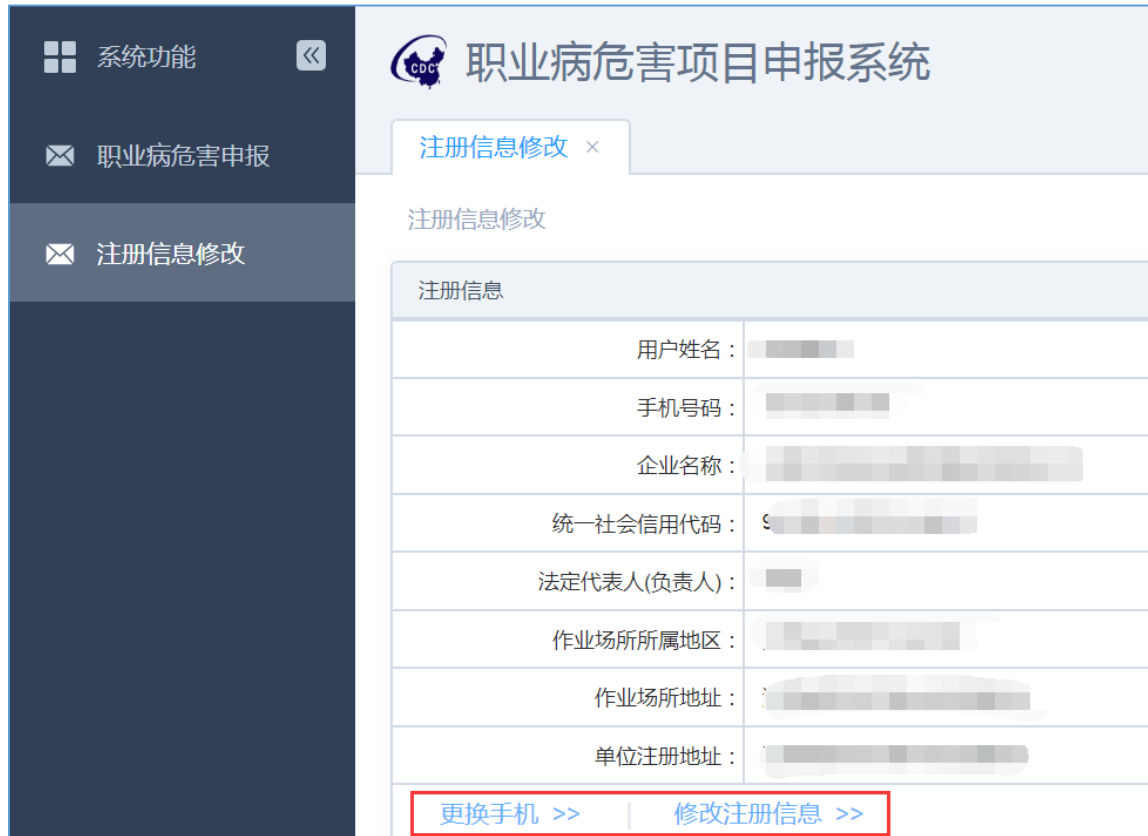 系统功能
职业病危害申报
注册信息修改
CDC
职业病危害项目申报系统
注册信息修改 ×
注册信息修改
注册信息
用户姓名：
手机号码：
企业名称：
统一社会信用代码： 9
法定代表人(负责人)：
作业场所所属地区：
作业场所地址：
单位注册地址：
更换手机 >> | 修改注册信息 >>